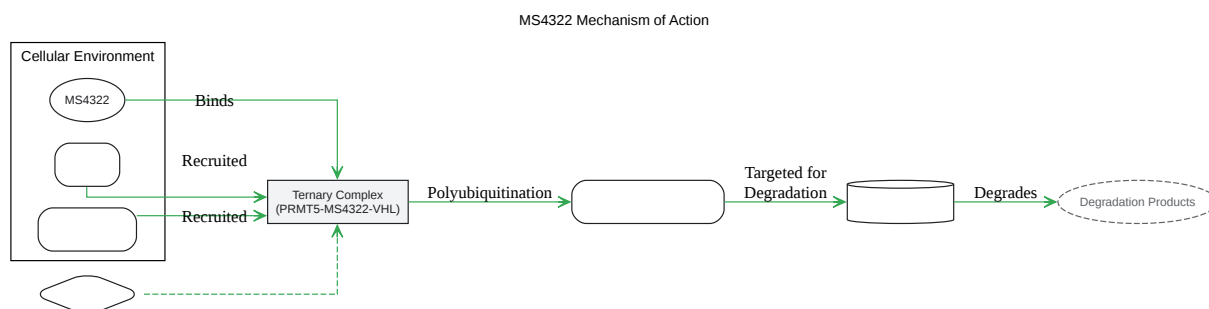 MS4322 Mechanism of Action
Cellular Environment
MS4322
Binds
Recruited
Recruited
Ternary Complex
(PRMT5-MS4322-VHL)
Polyubiquitination
Targeted for
Degradation
Degrades
Degradation Products